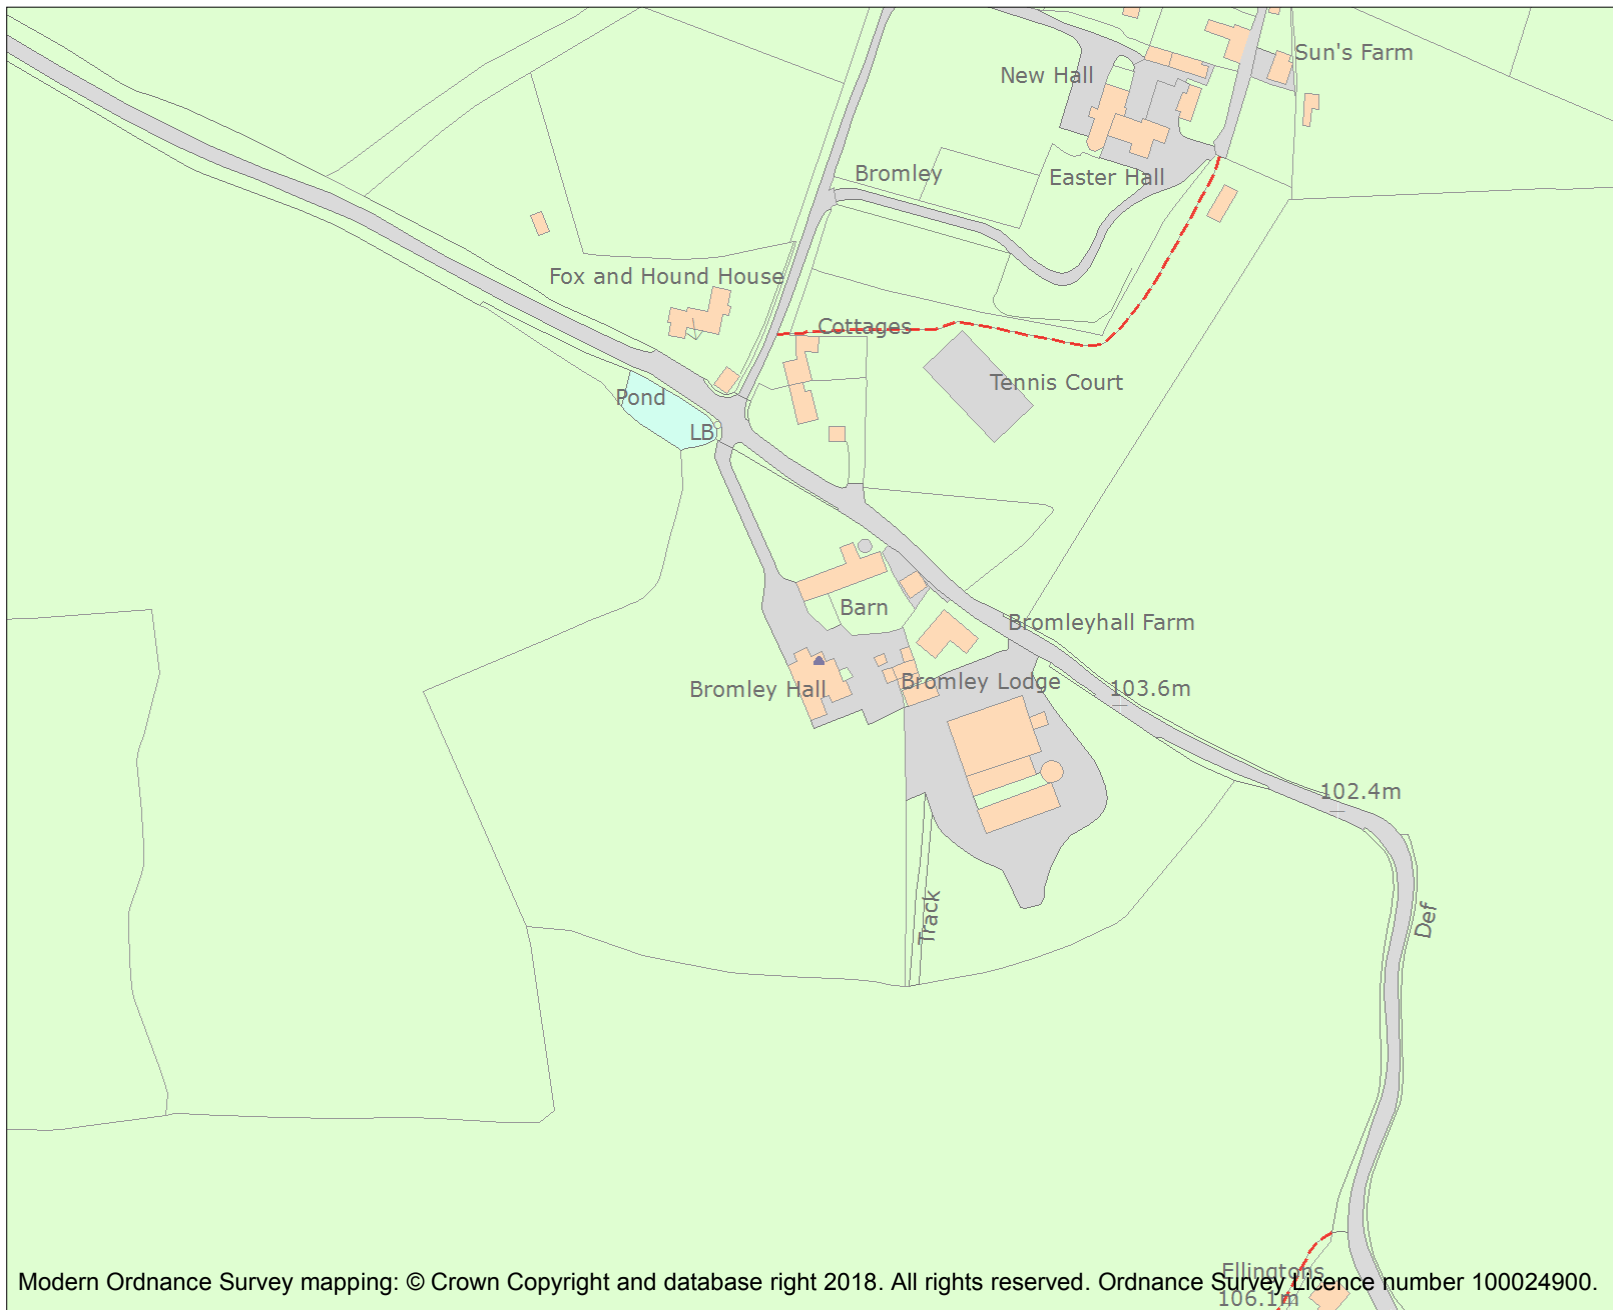 Sun's Farm
New Hall
Bromley
Easter Hall
Fox and Hound House
Cottages
Tennis Court
Pond
LB
Barn
Bromleyhall Farm
Bromley Hall
Bromley Lodge
103.6m
102.4m
Track
Def
Ellingtons
Modern Ordnance Survey mapping: © Crown Copyright and database right 2018. All rights reserved. Ordnance Survey Licence number 100024900.
106.1m